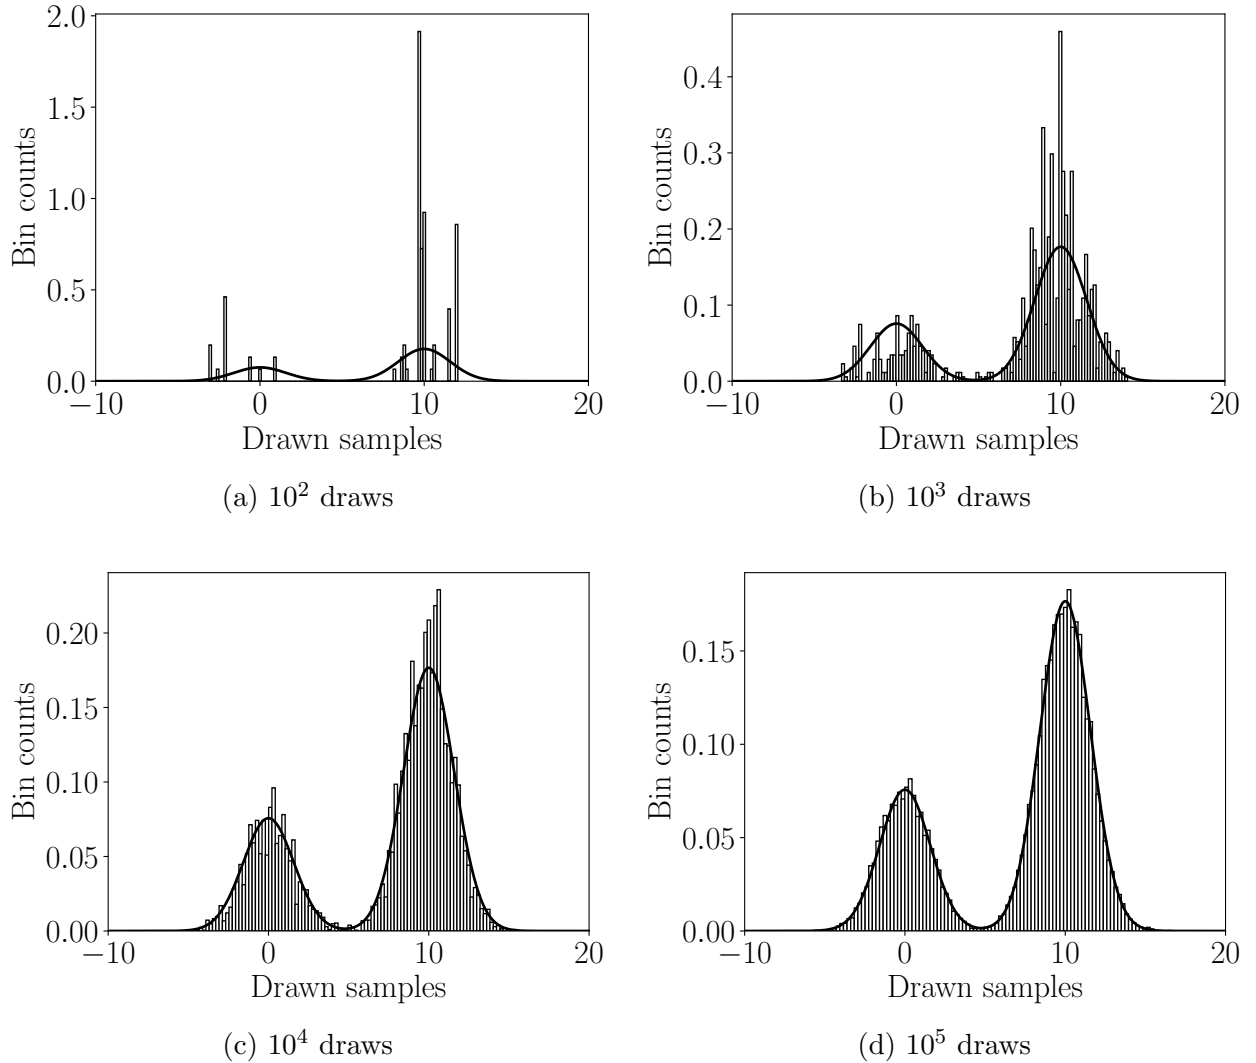 2.0
1.5
1.0
0.5
0.0
Bin counts
−10 0 10 20
Drawn samples
(a) 10² draws
0.4
0.3
0.2
0.1
0.0
Bin counts
−10 0 10 20
Drawn samples
(b) 10³ draws
0.20
0.15
0.10
0.05
0.00
Bin counts
−10 0 10 20
Drawn samples
(c) 10⁴ draws
0.15
0.10
0.05
0.00
Bin counts
−10 0 10 20
Drawn samples
(d) 10⁵ draws